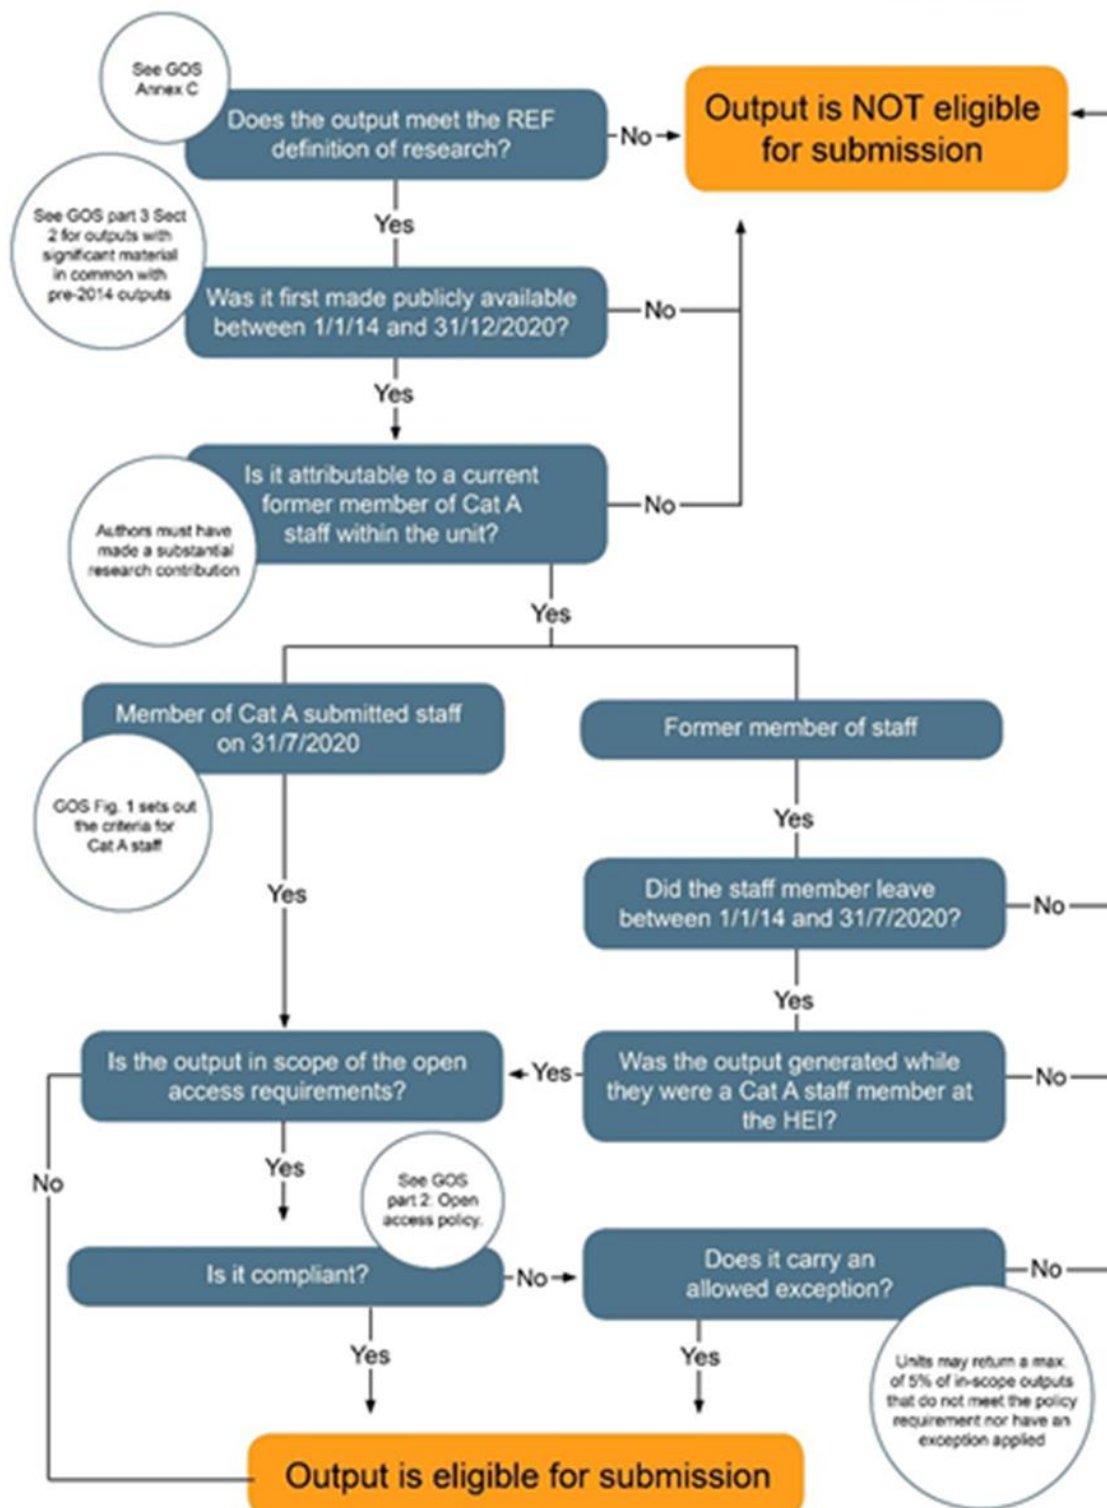 See GOS
Annex C
Does the output meet the REF
definition of research?
No
Output is NOT eligible
for submission
Yes
See GOS part 3 Sect
2 for outputs with
significant material
in common with
pre-2014 outputs
Was it first made publicly available
between 1/1/14 and 31/12/2020?
No
Yes
Is it attributable to a current
former member of Cat A
staff within the unit?
No
Authors must have
made a substantial
research contribution
Yes
Member of Cat A submitted staff
on 31/7/2020
Former member of staff
GOS Fig. 1 sets out
the criteria for
Cat A staff
Yes
Yes
Did the staff member leave
between 1/1/14 and 31/7/2020?
No
Yes
Is the output in scope of the open
access requirements?
Yes
Was the output generated while
they were a Cat A staff member at
the HEI?
No
No
Yes
See GOS
part 2: Open
access policy.
Is it compliant?
No
Does it carry an
allowed exception?
No
Yes
Yes
Units may return a max.
of 5% of in-scope outputs
that do not meet the policy
requirement nor have an
exception applied
Output is eligible for submission